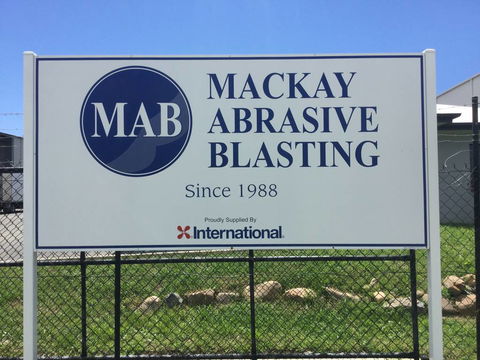 MAB
MACKAY
ABRASIVE
BLASTING
Since 1988
Proudly Supplied By
International